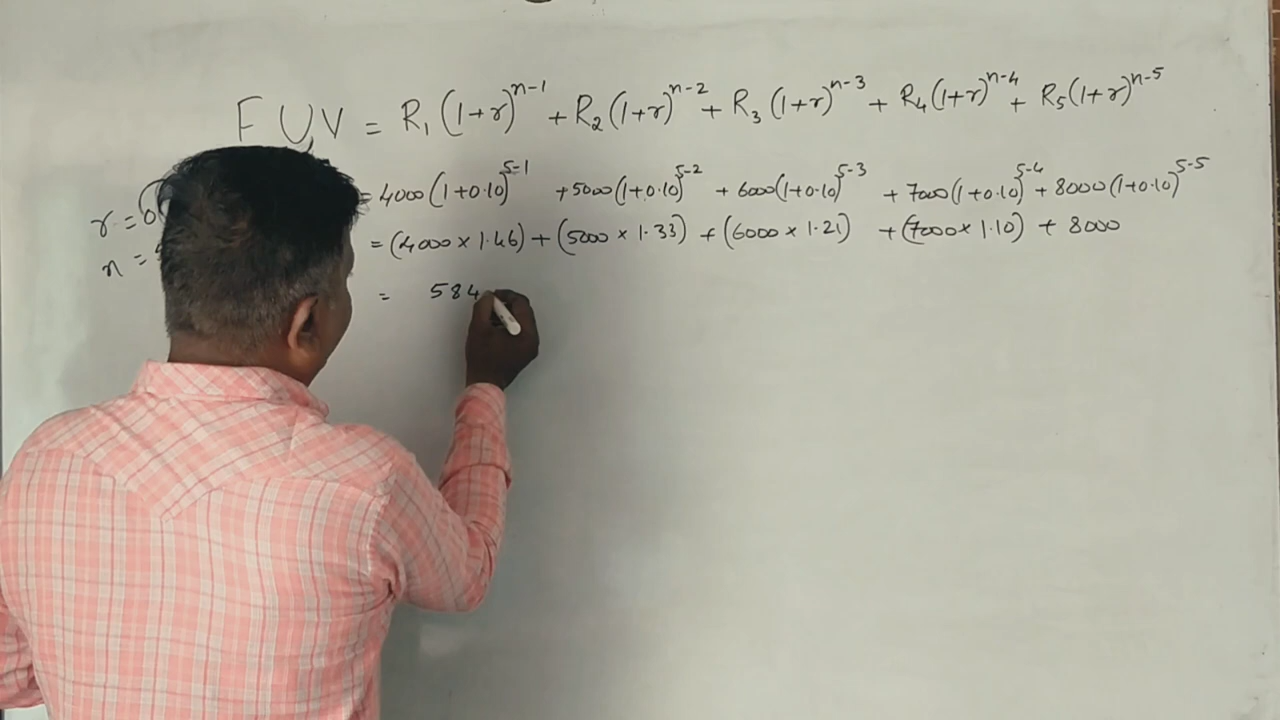 F U V = R₁ (1+r)ⁿ⁻¹ + R₂ (1+r)ⁿ⁻² + R₃ (1+r)ⁿ⁻³ + R₄ (1+r)ⁿ⁻⁴ + R₅ (1+r)ⁿ⁻⁵
r = 0
= 4000 (1+0.10)⁵⁻¹ + 5000 (1+0.10)⁵⁻² + 6000 (1+0.10)⁵⁻³ + 7000 (1+0.10)⁵⁻⁴ + 8000 (1+0.10)⁵⁻⁵
n =
= (4000 × 1.46) + (5000 × 1.33) + (6000 × 1.21) + (7000 × 1.10) + 8000
= 584